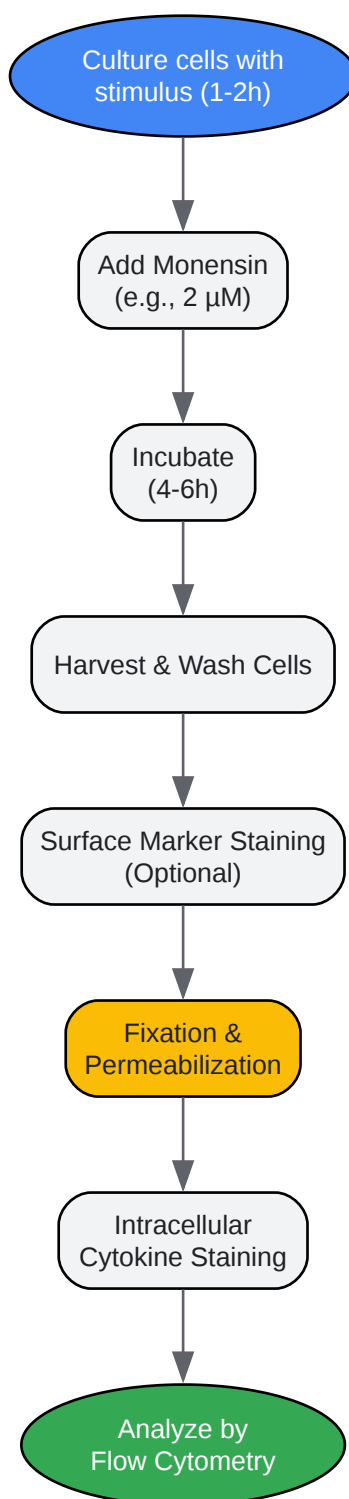 Culture cells with
stimulus (1-2h)
Add Monensin
(e.g., 2 µM)
Incubate
(4-6h)
Harvest & Wash Cells
Surface Marker Staining
(Optional)
Fixation &
Permeabilization
Intracellular
Cytokine Staining
Analyze by
Flow Cytometry